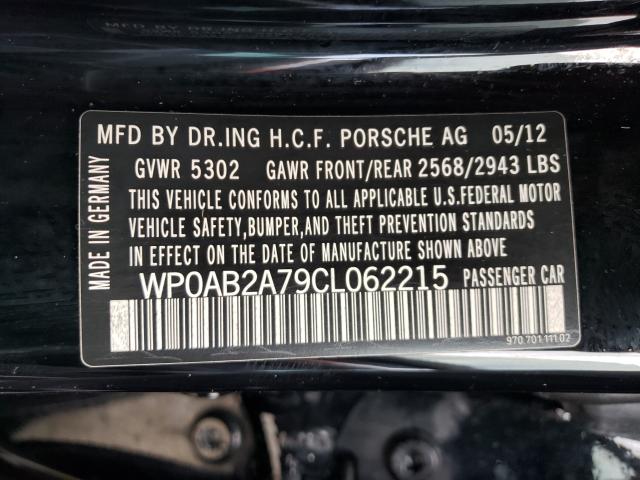 MFD BY DR.ING H.C.F. PORSCHE AG 05/12
GVWR 5302 GAWR FRONT/REAR 2568/2943 LBS
THIS VEHICLE CONFORMS TO ALL APPLICABLE U.S.FEDERAL MOTOR
VEHICLE SAFETY,BUMPER,AND THEFT PREVENTION STANDARDS
IN EFFECT ON THE DATE OF MANUFACTURE SHOWN ABOVE
WP0AB2A79CL062215 PASSENGER CAR
MADE IN GERMANY
970 701 111 02